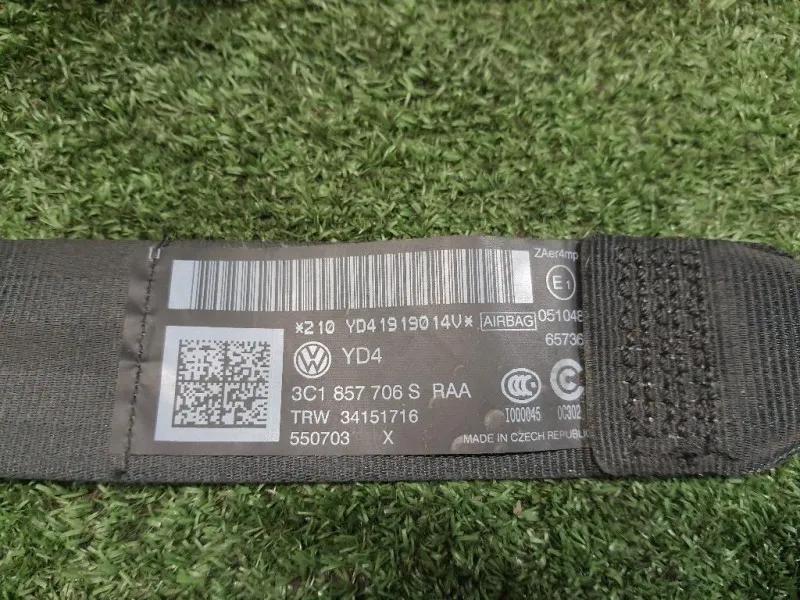 ZAer4mp
E1
*210 YD41919014V* AIRBAG 051048
65736
VW YD4
3C1 857 706 S RAA
TRW 34151716 I000045 0C302
550703 X MADE IN CZECH REPUBLIC